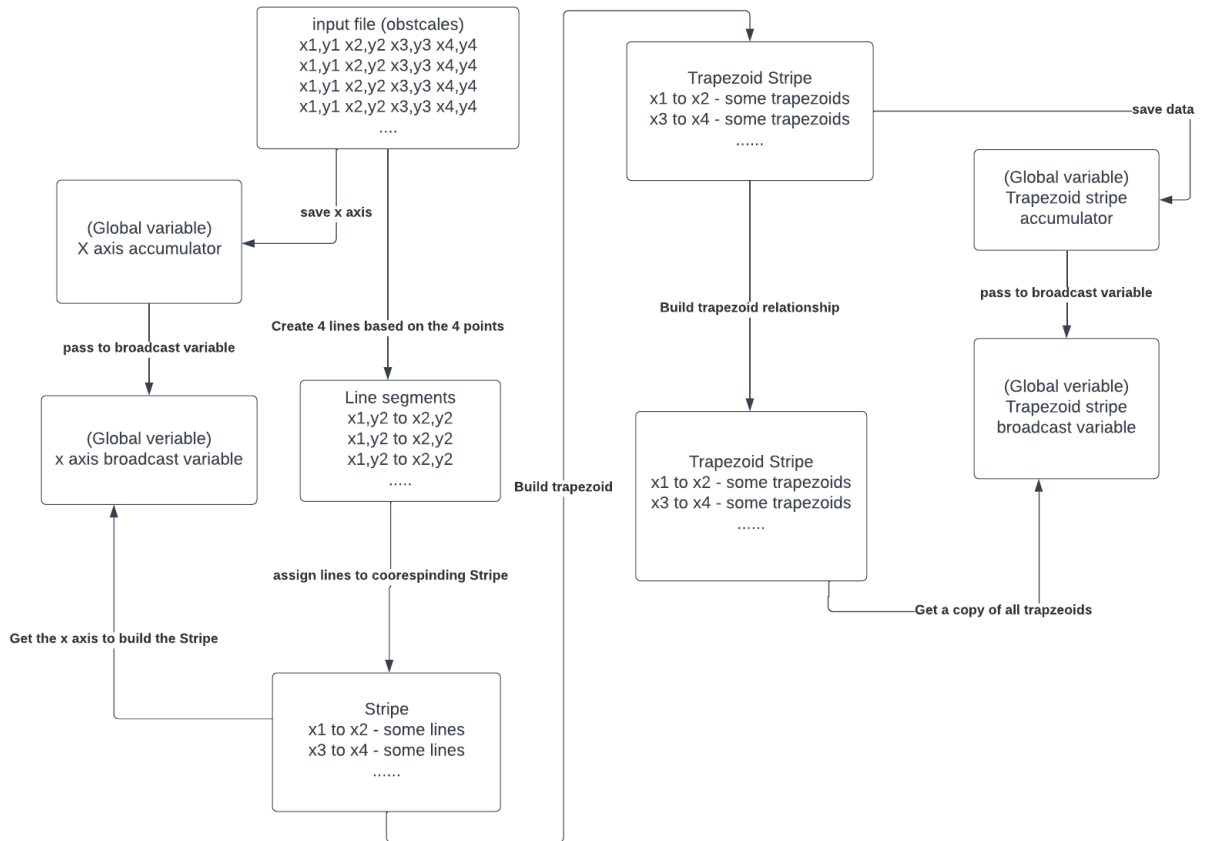 input file (obstcales)
x1,y1 x2,y2 x3,y3 x4,y4
x1,y1 x2,y2 x3,y3 x4,y4
x1,y1 x2,y2 x3,y3 x4,y4
x1,y1 x2,y2 x3,y3 x4,y4
....
save x axis
(Global variable)
X axis accumulator
pass to broadcast variable
(Global veriable)
x axis broadcast variable
Create 4 lines based on the 4 points
Line segments
x1,y2 to x2,y2
x1,y2 to x2,y2
x1,y2 to x2,y2
.....
assign lines to coorespinding Stripe
Get the x axis to build the Stripe
Stripe
x1 to x2 - some lines
x3 to x4 - some lines
......
Build trapezoid
Trapezoid Stripe
x1 to x2 - some trapezoids
x3 to x4 - some trapezoids
......
save data
(Global variable)
Trapezoid stripe
accumulator
pass to broadcast variable
(Global veriable)
Trapezoid stripe
broadcast variable
Build trapezoid relationship
Trapezoid Stripe
x1 to x2 - some trapezoids
x3 to x4 - some trapezoids
......
Get a copy of all trapzeoids